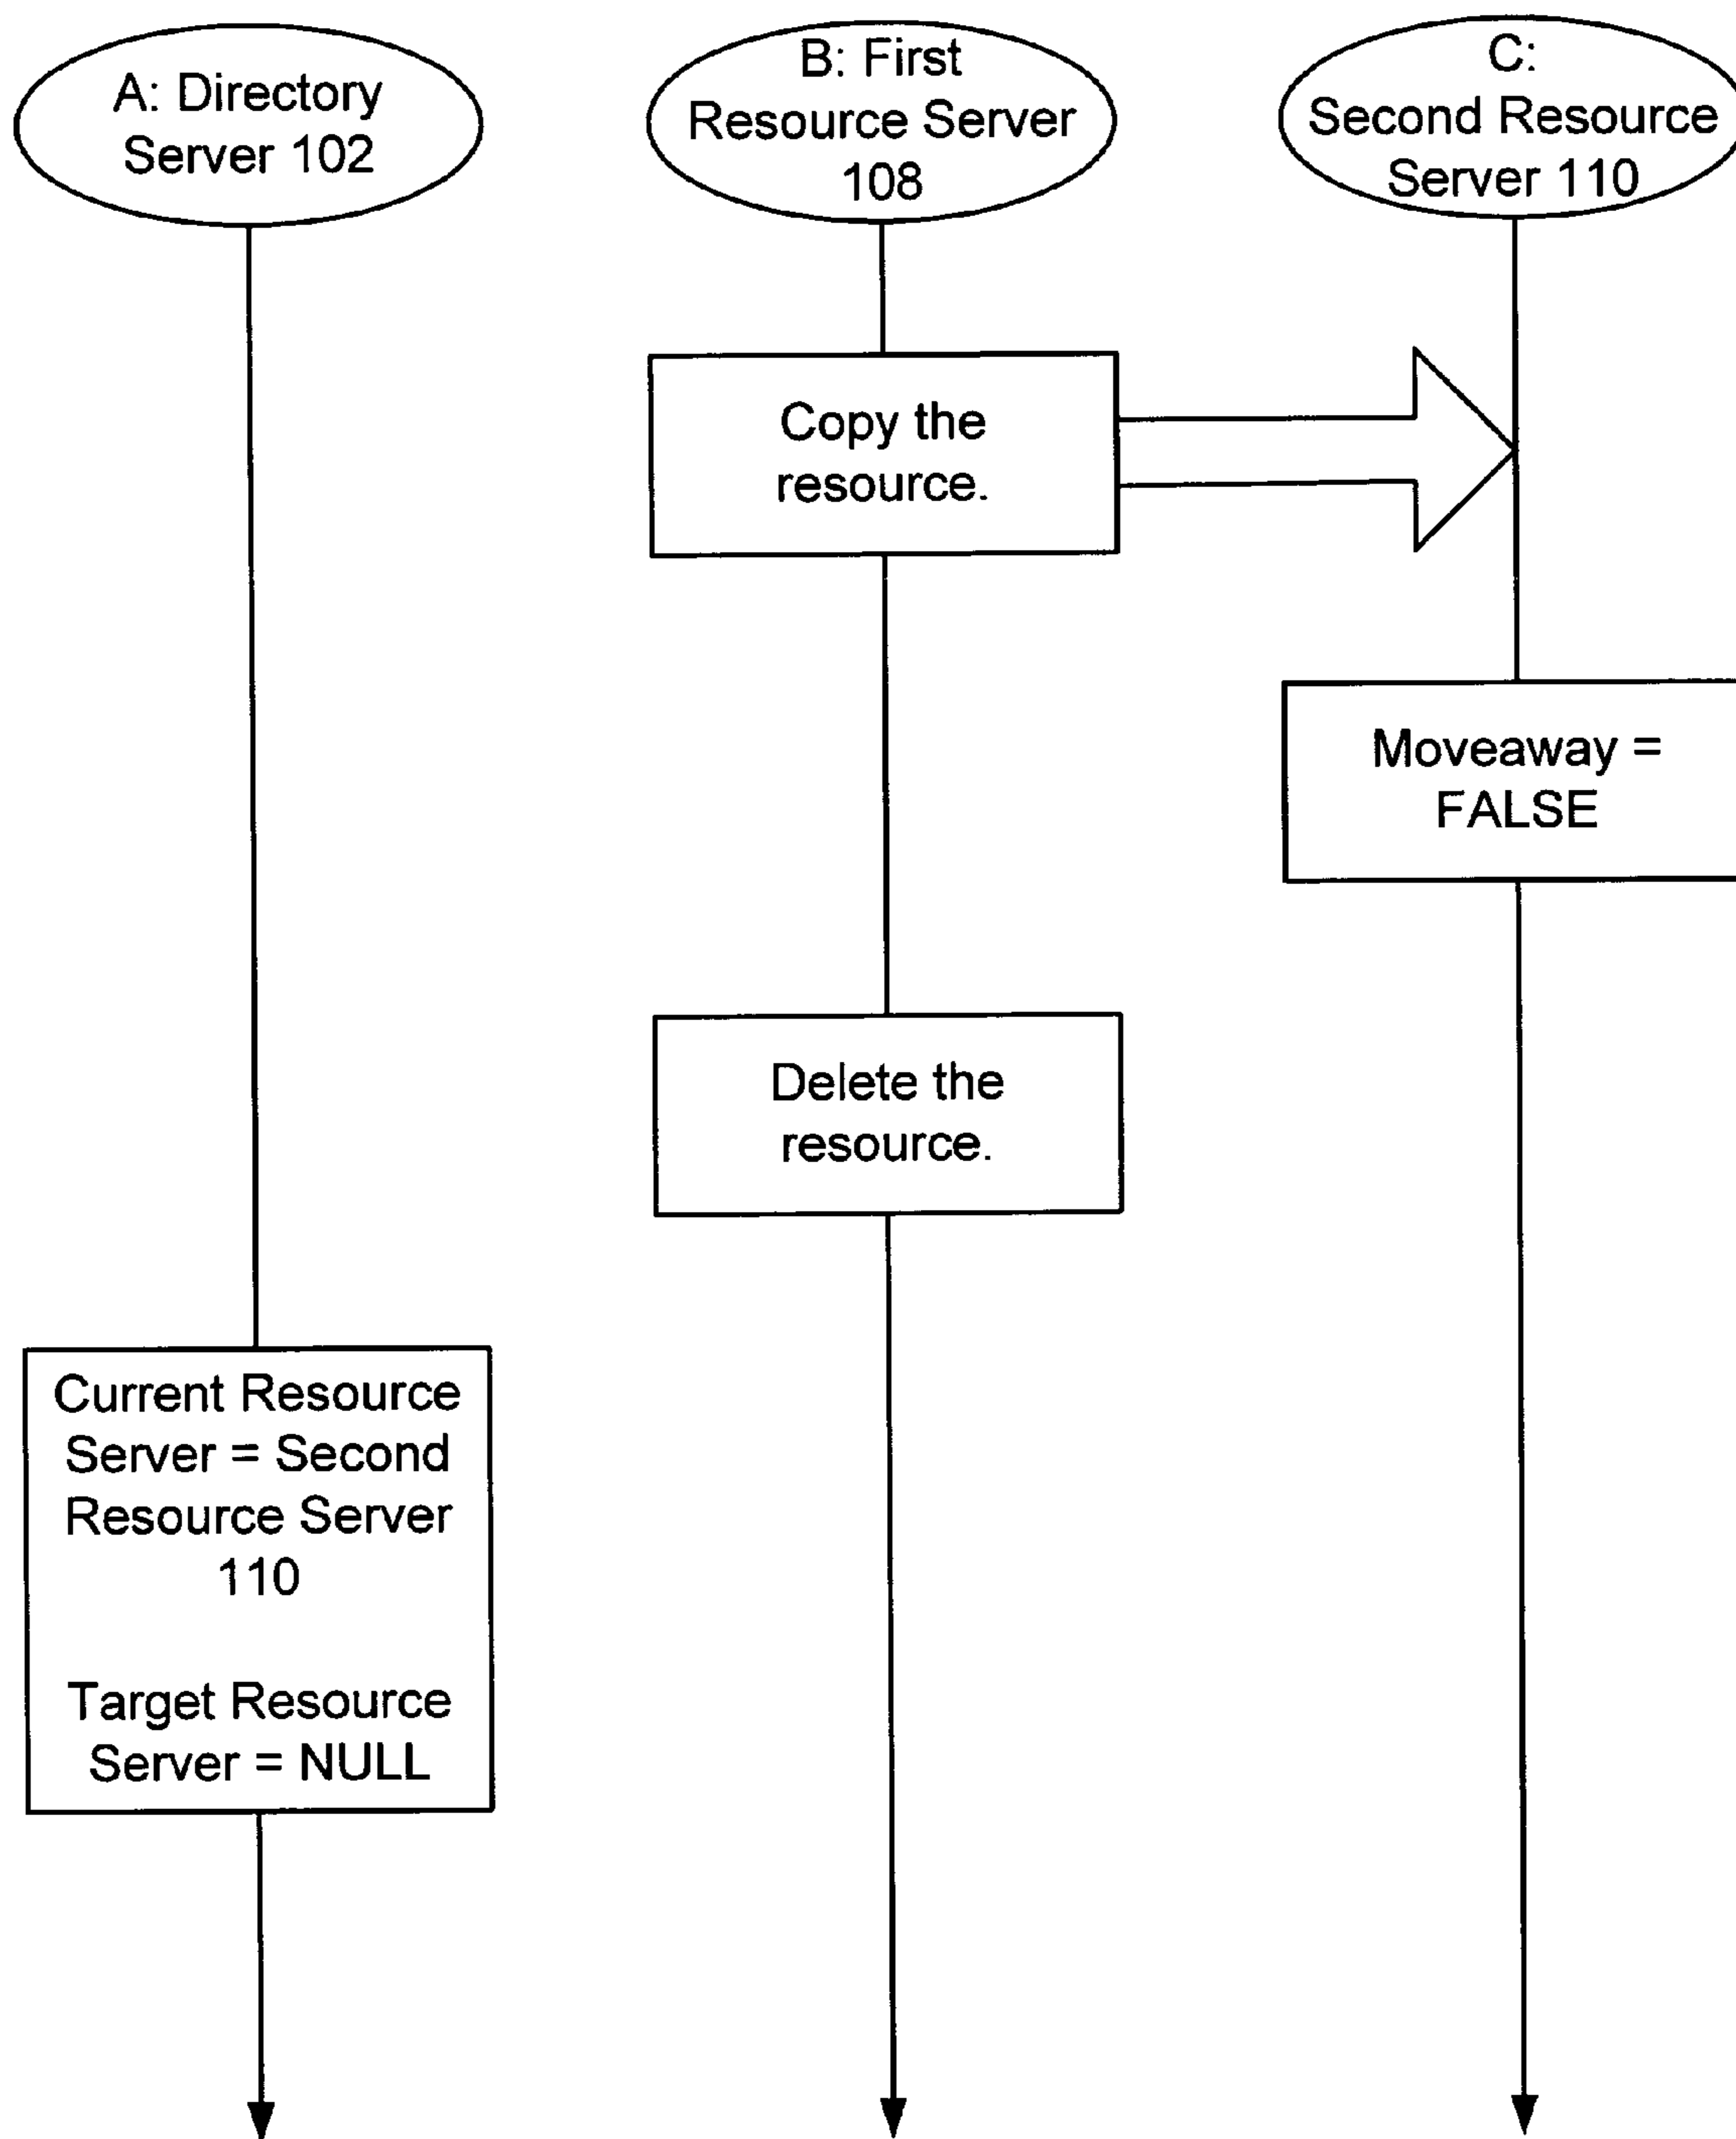 A: Directory
Server 102
B: First
Resource Server
108
C:
Second Resource
Server 110
Copy the
resource.
Moveaway =
FALSE
Delete the
resource.
Current Resource
Server = Second
Resource Server
110
Target Resource
Server = NULL